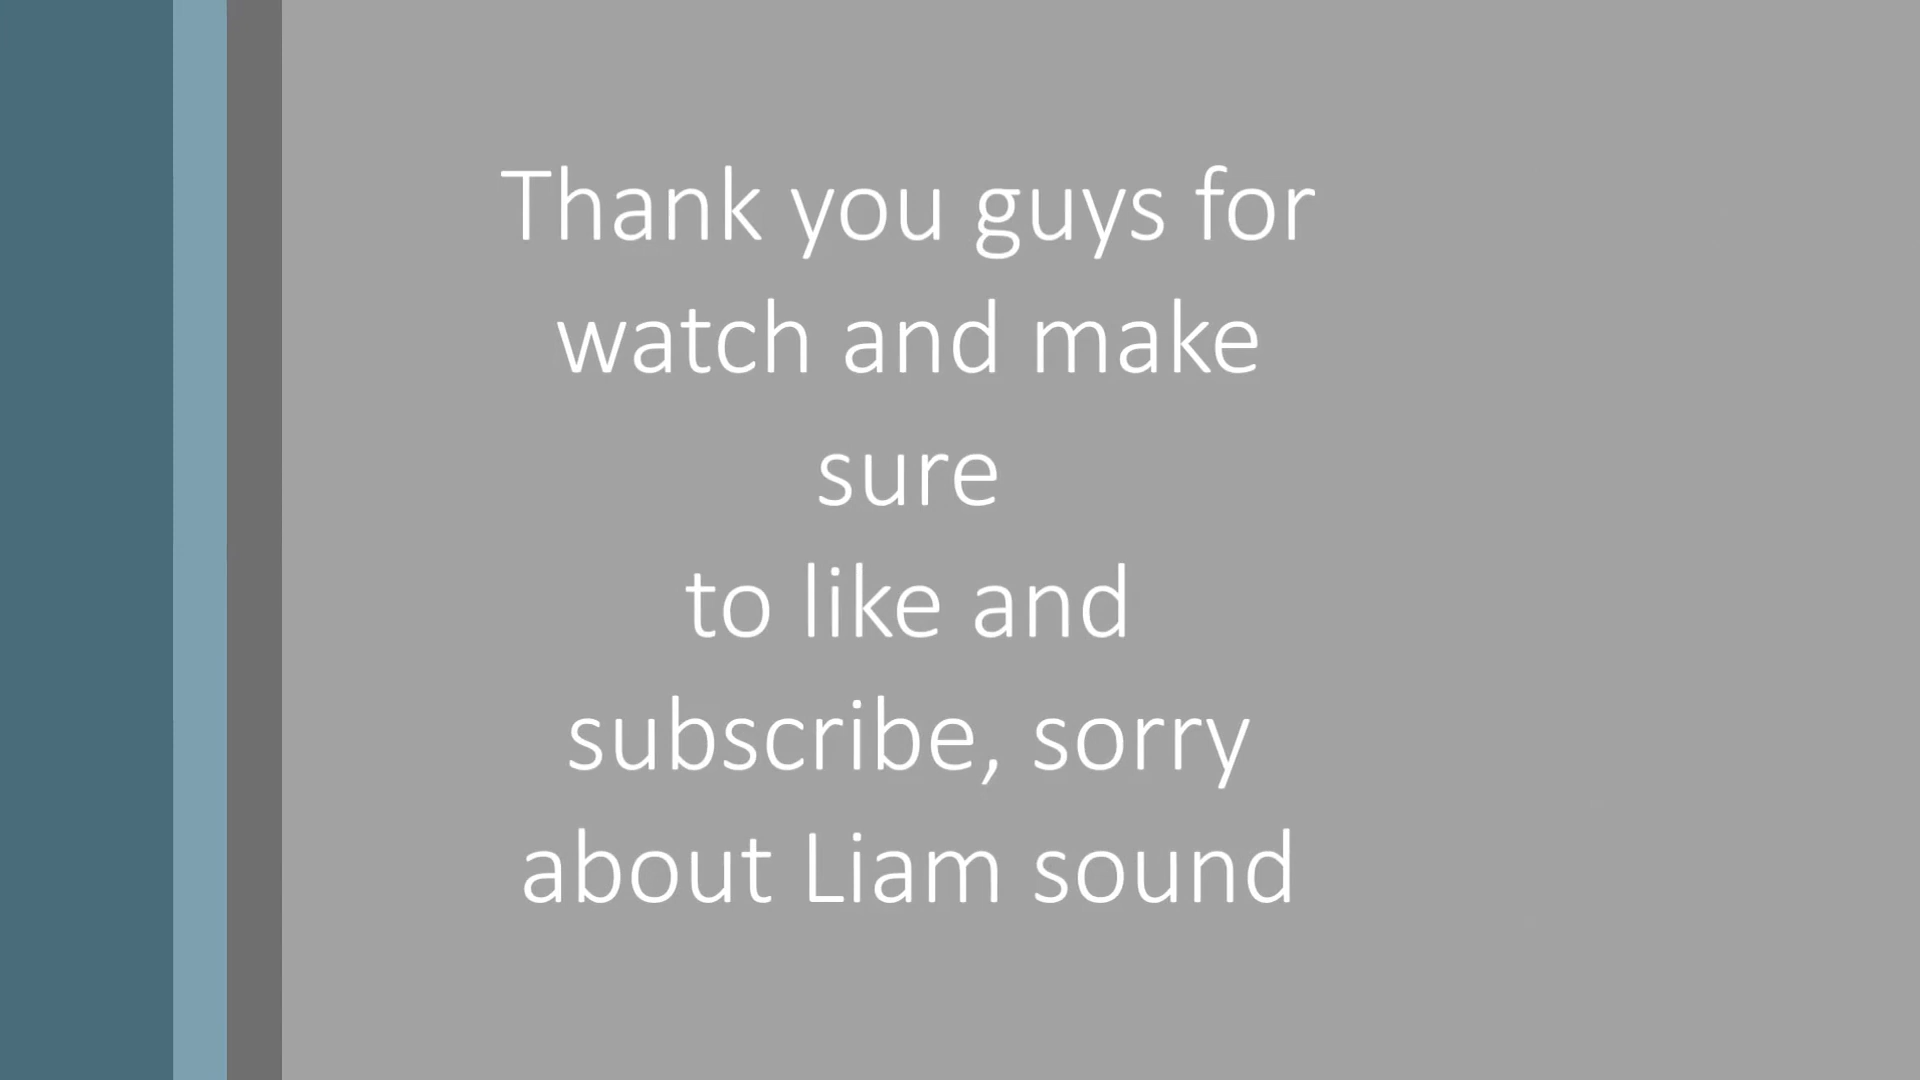 Thank you guys for
watch and make
sure
to like and
subscribe, sorry
about Liam sound